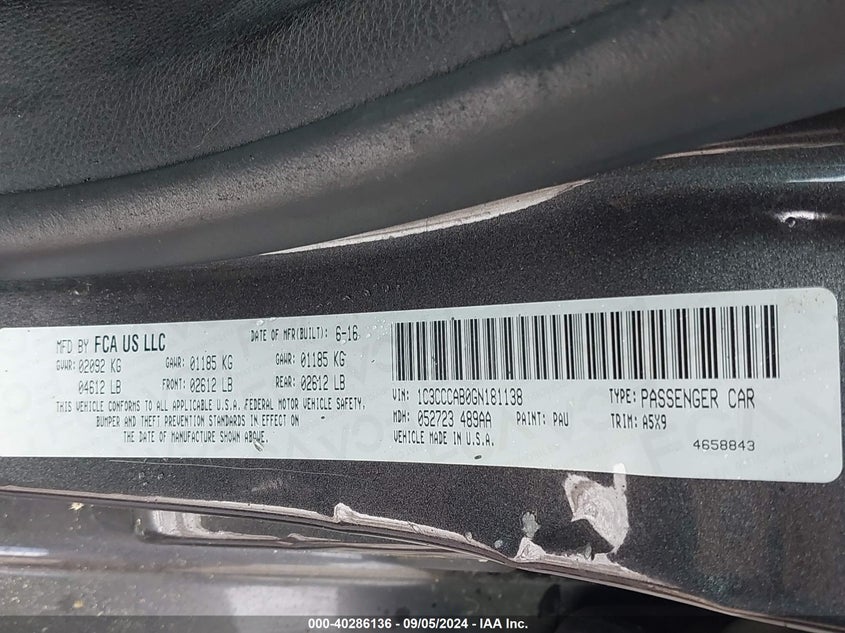 MFD BY FCA US LLC DATE OF MFR(BUILT): 6-16
GVWR: 02092 KG GAWR: 01185 KG GAWR: 01185 KG
04612 LB FRONT: 02612 LB REAR: 02612 LB
THIS VEHICLE CONFORMS TO ALL APPLICABLE U.S.A. FEDERAL MOTOR VEHICLE SAFETY,
BUMPER AND THEFT PREVENTION STANDARDS IN EFFECT ON
THE DATE OF MANUFACTURE SHOWN ABOVE.
VIN: 1C3CCCAB0GN181138 TYPE: PASSENGER CAR
MDH: 052723 489AA PAINT: PAU TRIM: A5X9
VEHICLE MADE IN U.S.A. 4658843
000-40286136 - 09/05/2024 - IAA Inc.